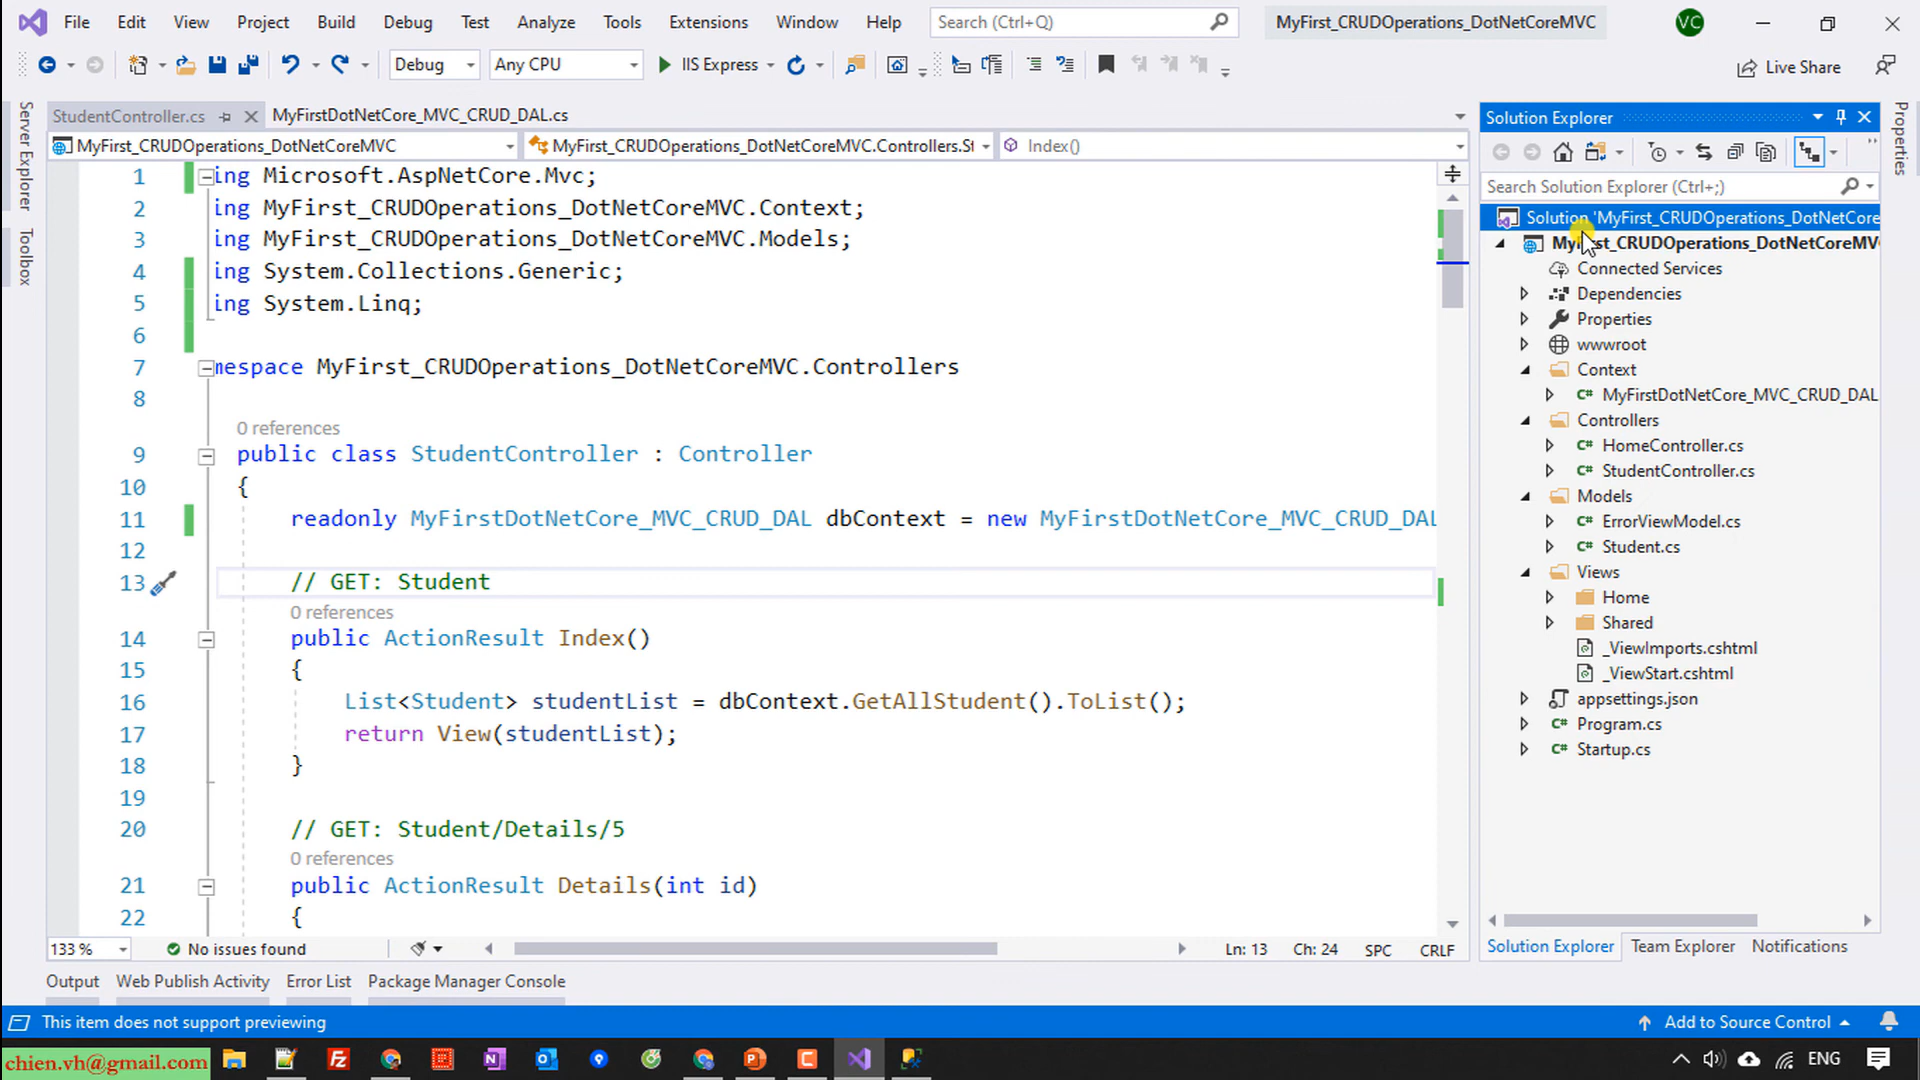 File Edit View Project Build Debug Test Analyze Tools Extensions Window Help Search (Ctrl+Q) MyFirst_CRUDOperations_DotNetCoreMVC VC
Debug Any CPU IIS Express Live Share
Server Explorer
Toolbox
StudentController.cs MyFirstDotNetCore_MVC_CRUD_DAL.cs
MyFirst_CRUDOperations_DotNetCoreMVC MyFirst_CRUDOperations_DotNetCoreMVC.Controllers.St Index()
1 ing Microsoft.AspNetCore.Mvc;
2 ing MyFirst_CRUDOperations_DotNetCoreMVC.Context;
3 ing MyFirst_CRUDOperations_DotNetCoreMVC.Models;
4 ing System.Collections.Generic;
5 ing System.Linq;
6
7 mespace MyFirst_CRUDOperations_DotNetCoreMVC.Controllers
8
0 references
9 public class StudentController : Controller
10 {
11 readonly MyFirstDotNetCore_MVC_CRUD_DAL dbContext = new MyFirstDotNetCore_MVC_CRUD_DAL
12
13 // GET: Student
0 references
14 public ActionResult Index()
15 {
16 List<Student> studentList = dbContext.GetAllStudent().ToList();
17 return View(studentList);
18 }
19
20 // GET: Student/Details/5
0 references
21 public ActionResult Details(int id)
22 {
133 % No issues found Ln: 13 Ch: 24 SPC CRLF
Solution Explorer
Search Solution Explorer (Ctrl+;)
Solution 'MyFirst_CRUDOperations_DotNetCore
MyFirst_CRUDOperations_DotNetCoreMV
Connected Services
Dependencies
Properties
wwwroot
Context
MyFirstDotNetCore_MVC_CRUD_DAL
Controllers
HomeController.cs
StudentController.cs
Models
ErrorViewModel.cs
Student.cs
Views
Home
Shared
_ViewImports.cshtml
_ViewStart.cshtml
appsettings.json
Program.cs
Startup.cs
Solution Explorer Team Explorer Notifications
Properties
Output Web Publish Activity Error List Package Manager Console
This item does not support previewing Add to Source Control
chien.vh@gmail.com ENG